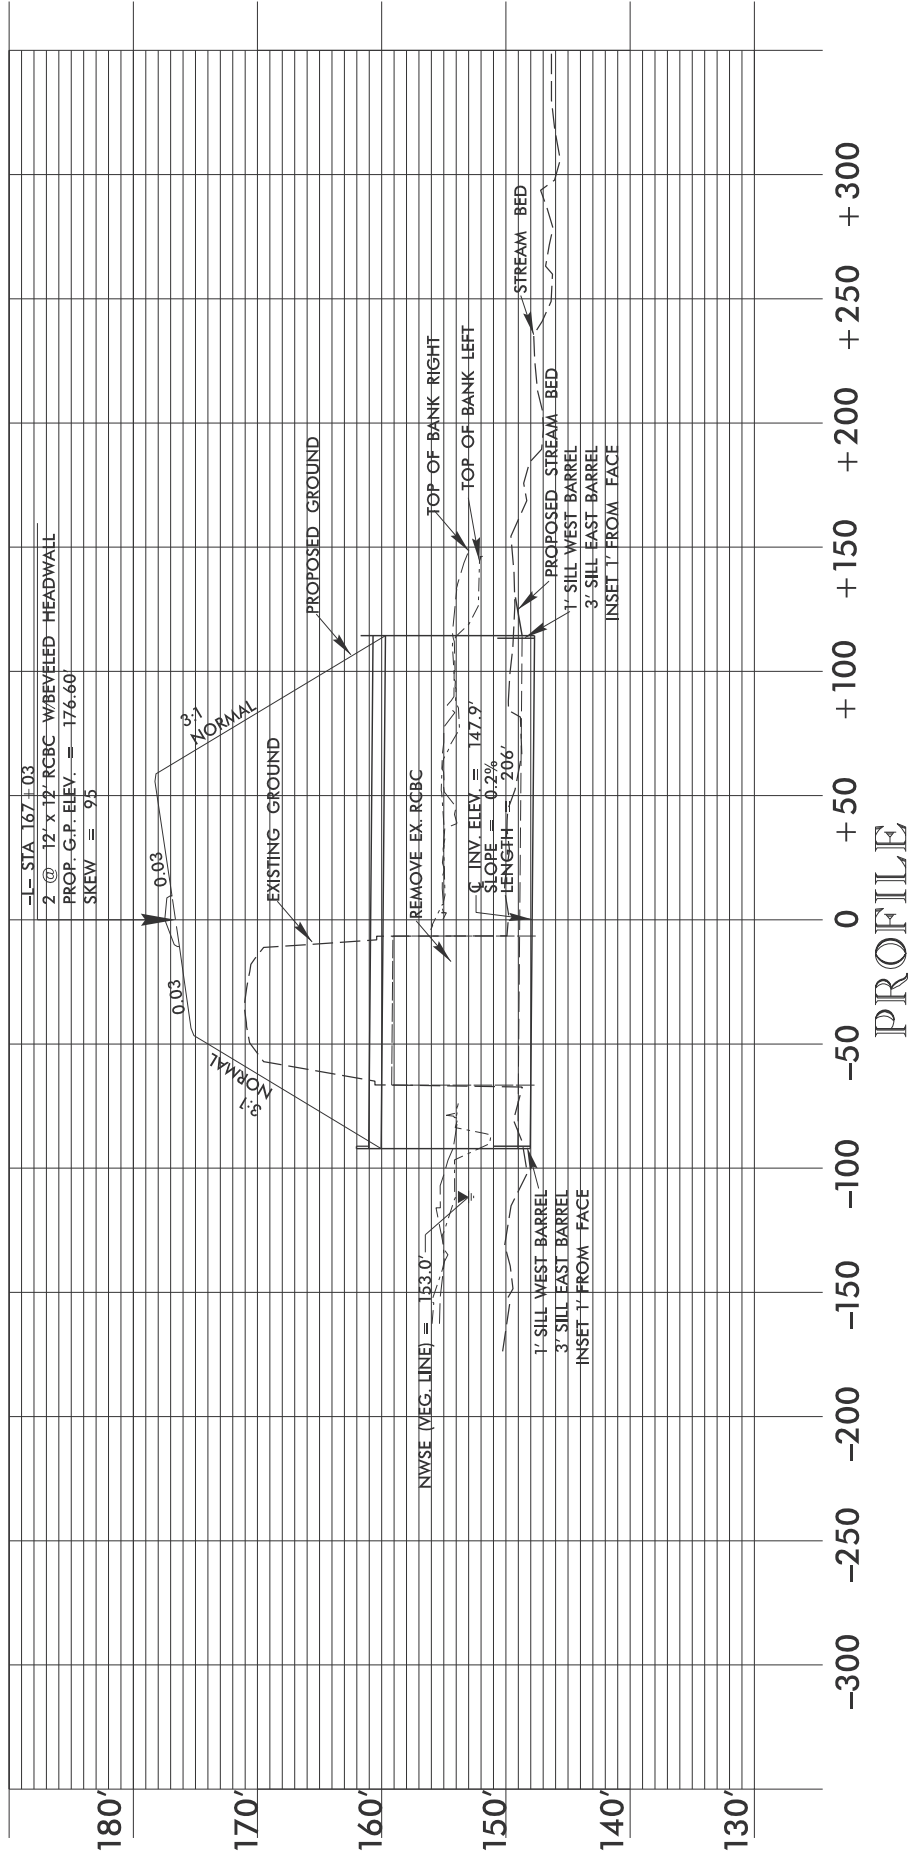 -L- STA 167+03
2 @ 12' x 12' RCBC W/BEVELED HEADWALL
PROP. G.P. ELEV. = 176.60'
SKEW = 95
3:1
NORMAL
0.03
0.03
3:1
NORMAL
PROPOSED GROUND
EXISTING GROUND
REMOVE EX. RCBC
TOP OF BANK RIGHT
TOP OF BANK LEFT
STREAM BED
℄ INV. ELEV. = 147.9'
SLOPE = 0.2%
LENGTH = 206'
PROPOSED STREAM BED
1' SILL WEST BARREL
3' SILL EAST BARREL
INSET 1' FROM FACE
NWSE (VEG. LINE) = 153.0'
1' SILL WEST BARREL
3' SILL EAST BARREL
INSET 1' FROM FACE
180'
170'
160'
150'
140'
130'
-300 -250 -200 -150 -100 -50 0 +50 +100 +150 +200 +250 +300
PROFILE